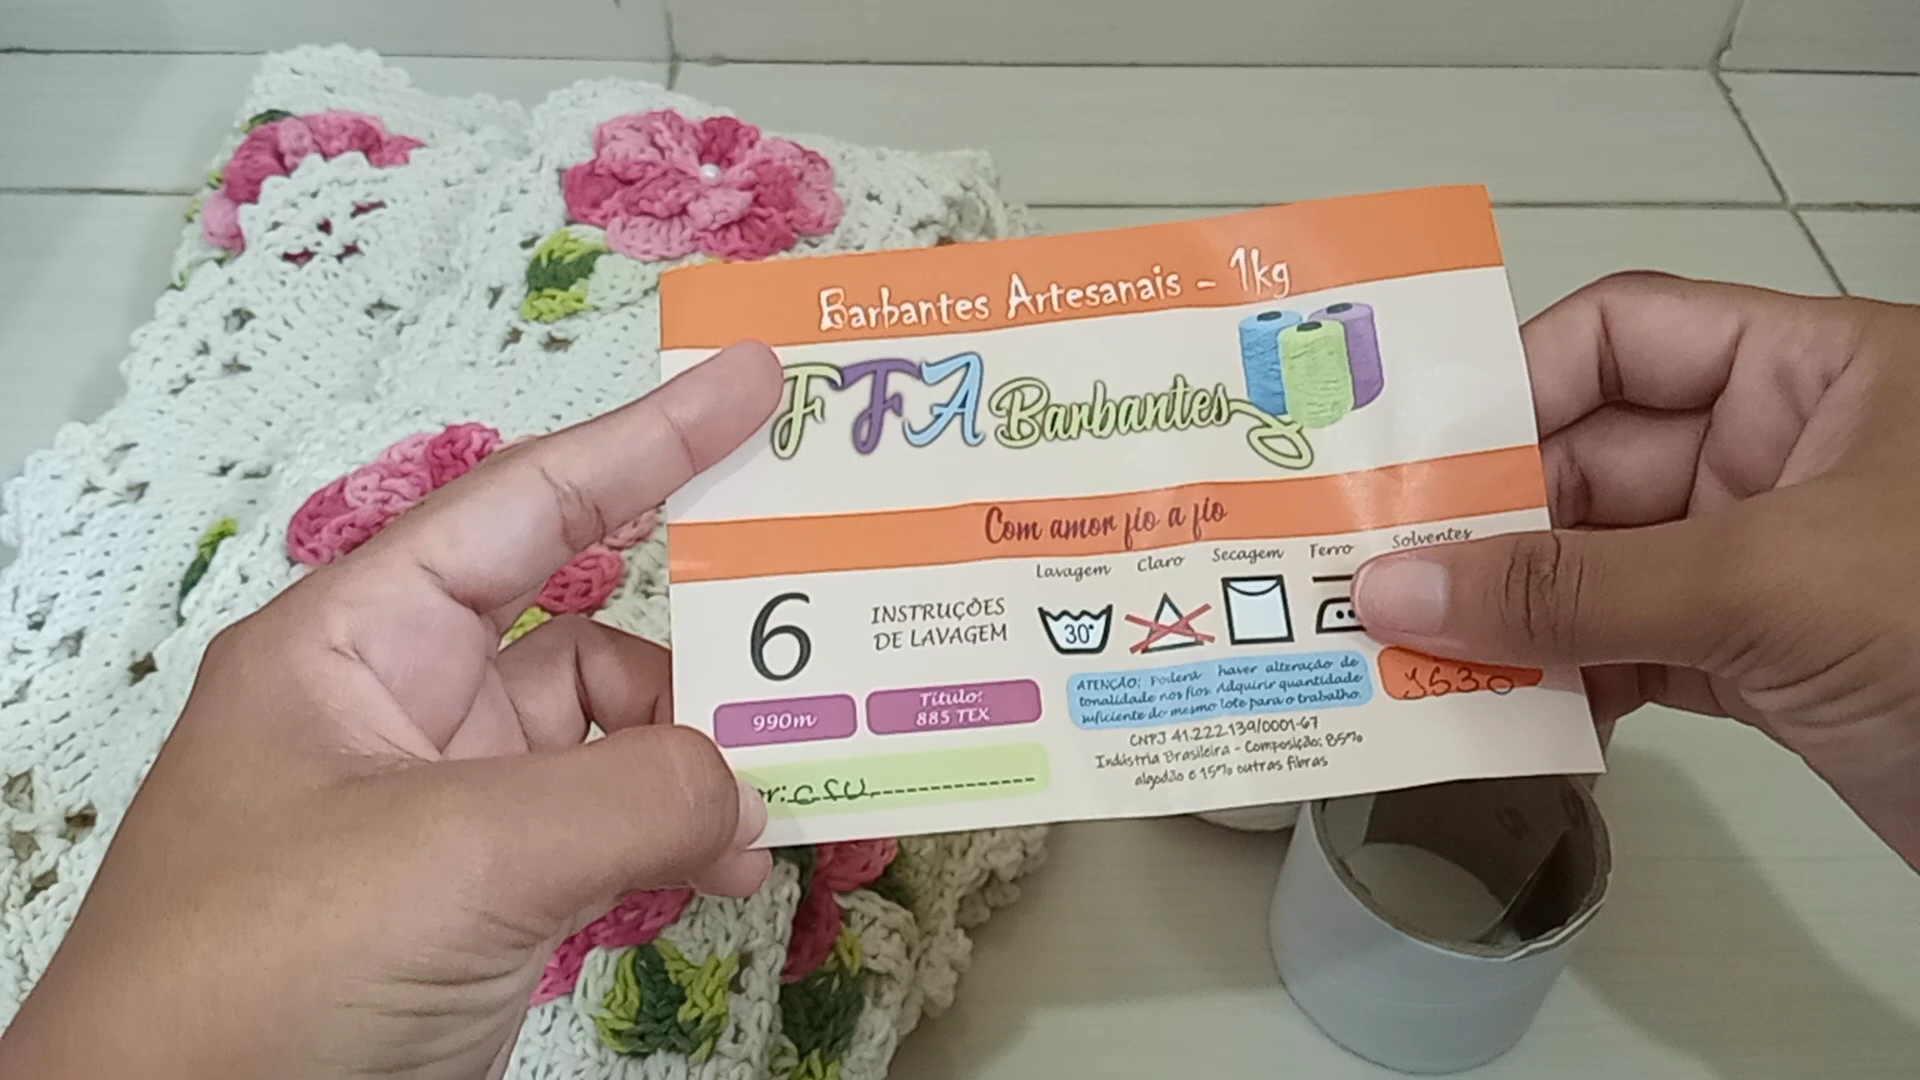 Barbantes Artesanais - 1kg
FFA Barbantes
Com amor fio a fio
Lavagem Claro Secagem Ferro Solventes
6
INSTRUÇÕES
DE LAVAGEM
30°
990m
Título:
885 TEX
ATENÇÃO: Poderá haver alteração de
tonalidade nos fios. Adquirir quantidade
suficiente do mesmo lote para o trabalho.
CNPJ 41.222.139/0001-67
Indústria Brasileira - Composição: 85%
algodão e 15% outras fibras